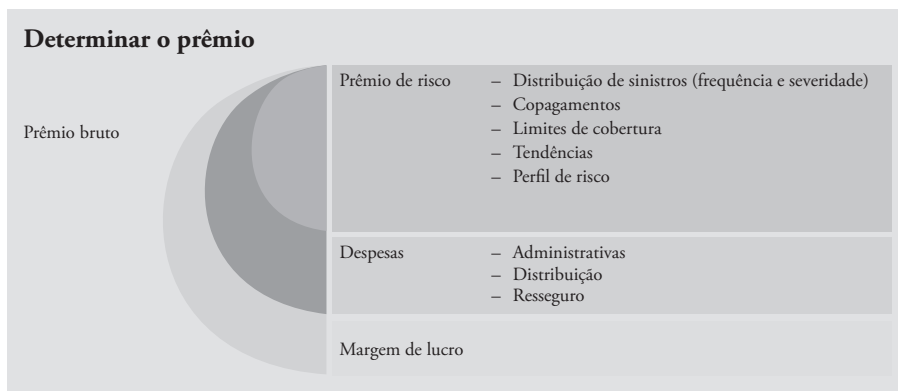 Determinar o prêmio
Prêmio bruto
Prêmio de risco
– Distribuição de sinistros (frequência e severidade)
– Copagamentos
– Limites de cobertura
– Tendências
– Perfil de risco
Despesas
– Administrativas
– Distribuição
– Resseguro
Margem de lucro